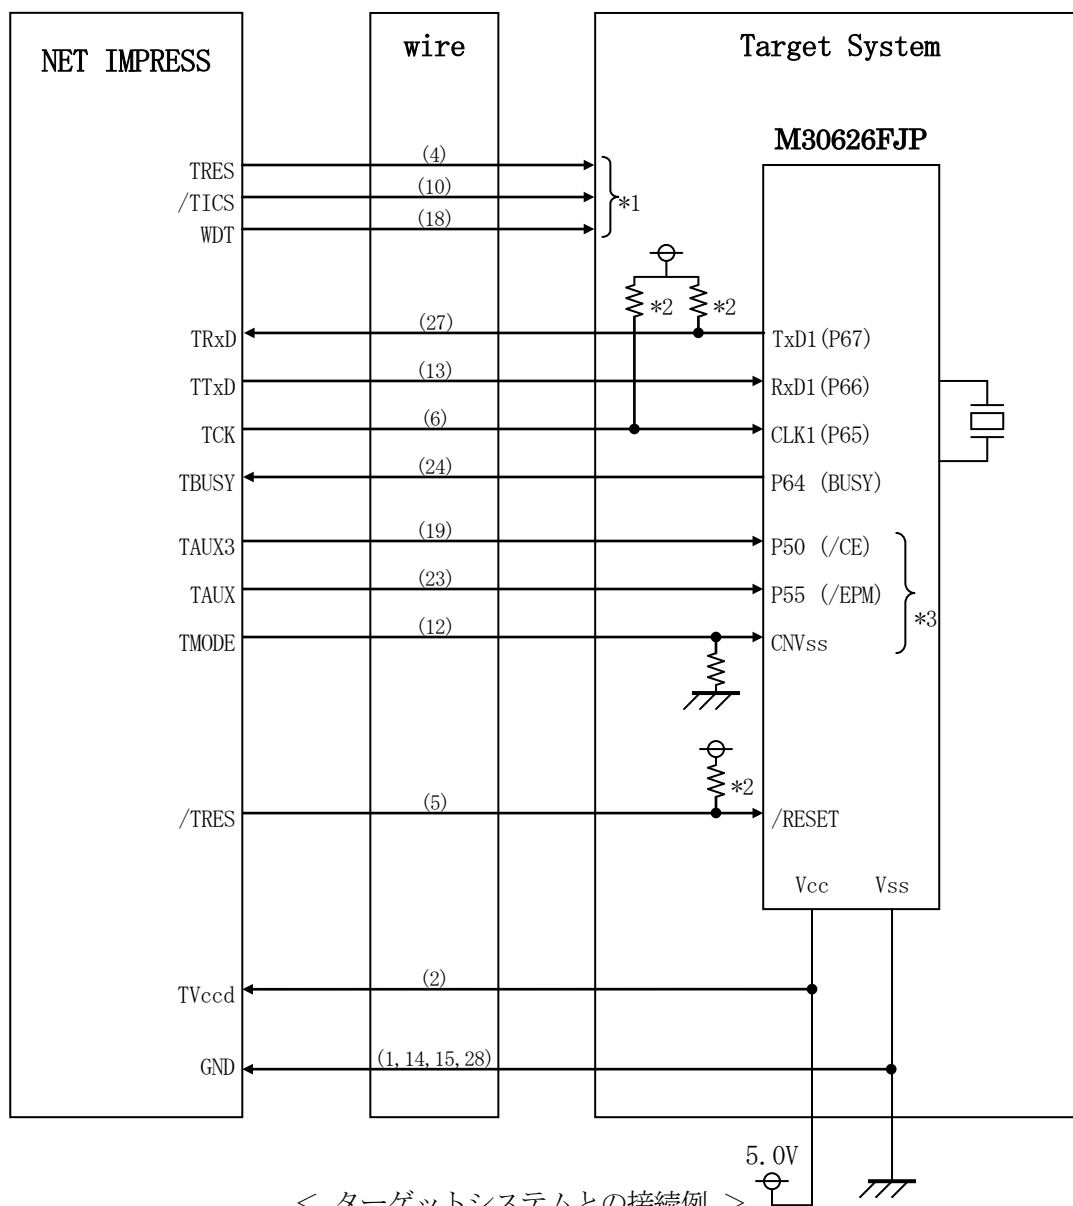 NET IMPRESS
wire
Target System
M30626FJP
TRES
(4)
/TICS
(10)
*1
WDT
(18)
*2
*2
TRxD
(27)
TxD1(P67)
TTxD
(13)
RxD1(P66)
TCK
(6)
CLK1(P65)
TBUSY
(24)
P64 (BUSY)
TAUX3
(19)
P50 (/CE)
TAUX
(23)
P55 (/EPM)
*3
TMODE
(12)
CNVss
*2
/TRES
(5)
/RESET
Vcc
Vss
TVccd
(2)
GND
(1,14,15,28)
5.0V
< ターゲットシステムとの接続例 >